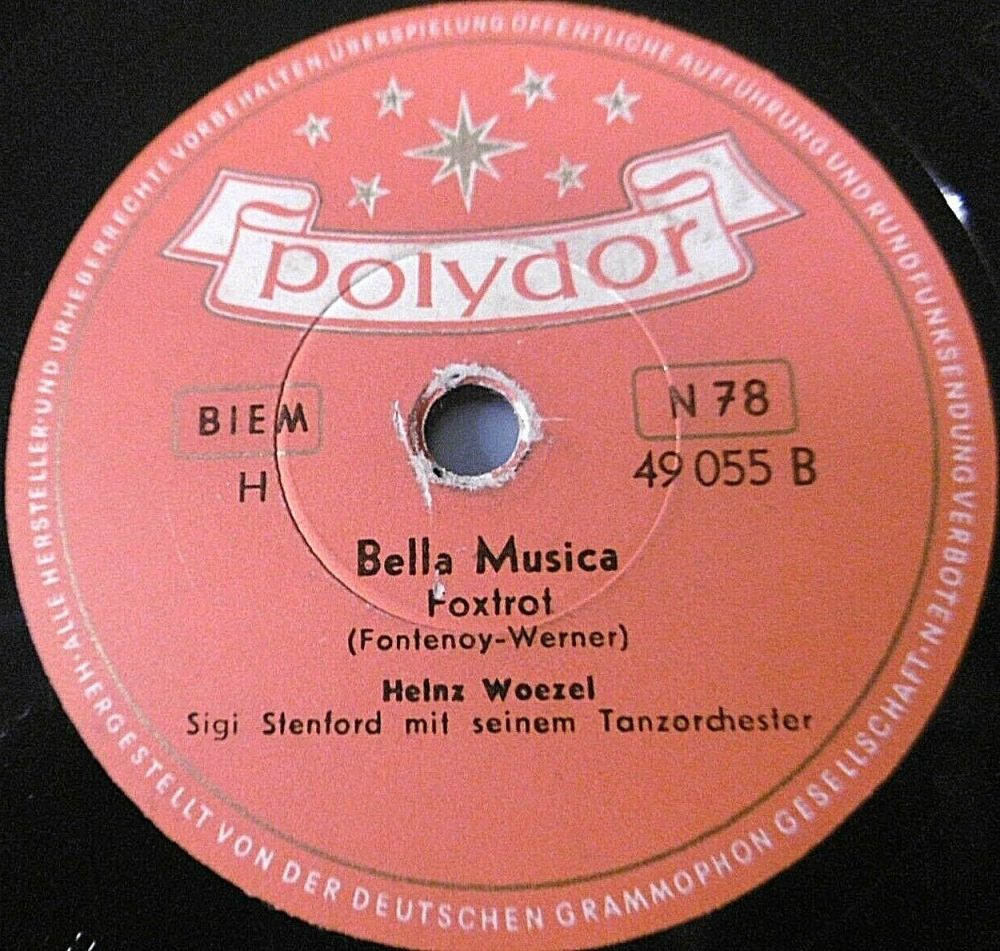 ALLE HERSTELLER-UND URHEBERRECHTE VORBEHALTEN. ÜBERSPIELUNG ÖFFENTLICHE AUFFÜHRUNG UND RUNDFUNKSENDUNG VERBOTEN.
polydor
BIEM
N 78
H
49 055 B
Bella Musica
Foxtrot
(Fontenoy-Werner)
Heinz Woezel
Sigi Stenford mit seinem Tanzorchester
HERGESTELLT VON DER DEUTSCHEN GRAMMOPHON GESELLSCHAFT